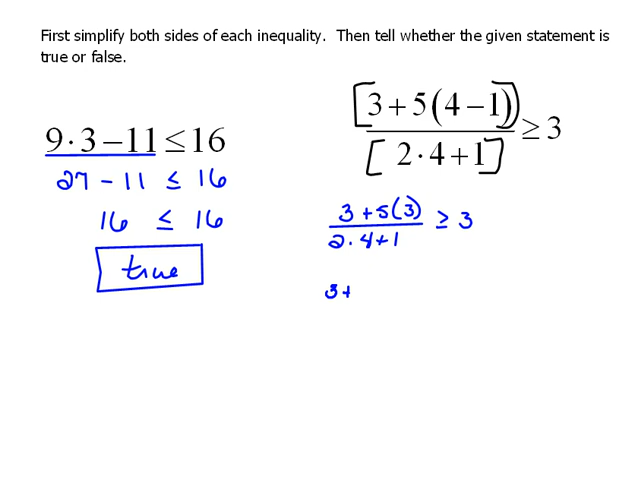 First simplify both sides of each inequality.  Then tell whether the given statement is
true or false.
9·3−11≤16
27 − 11 ≤ 16
16 ≤ 16
true
[3+5(4−1)]
[2·4+1]
≥3
3+5(3)
2·4+1
≥ 3
3+